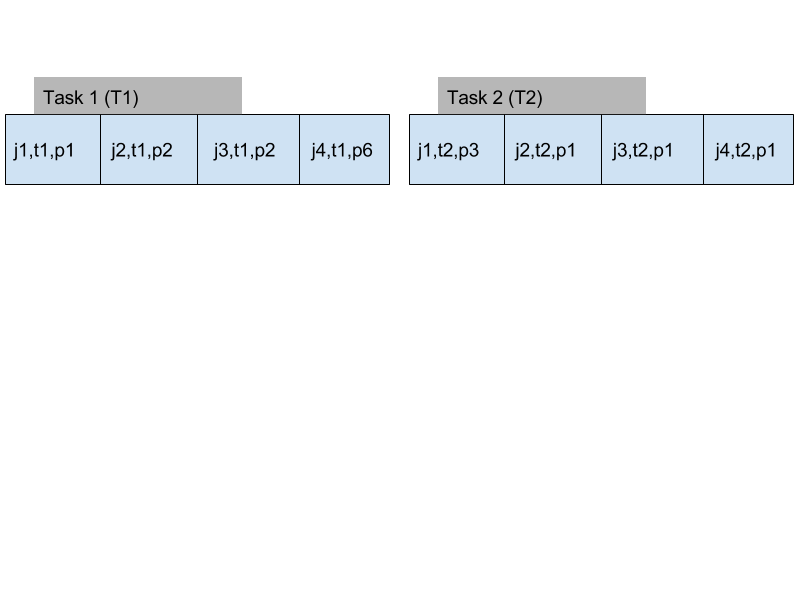 Task 1 (T1)
j1,t1,p1
j2,t1,p2
j3,t1,p2
j4,t1,p6
Task 2 (T2)
j1,t2,p3
j2,t2,p1
j3,t2,p1
j4,t2,p1